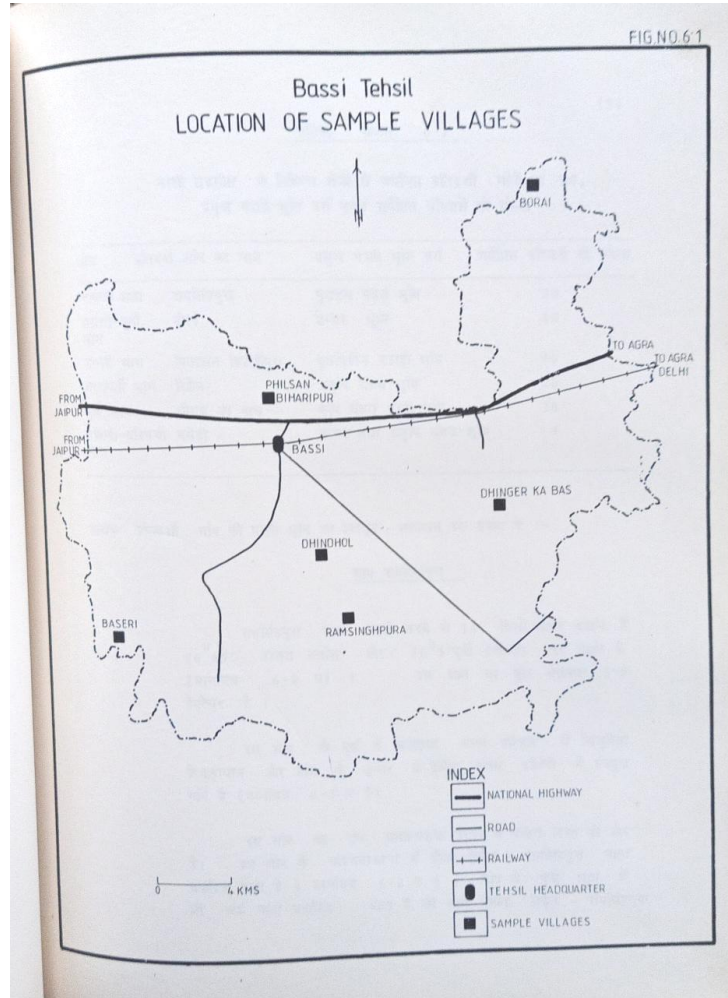 FIG.NO.6·1
Bassi Tehsil
LOCATION OF SAMPLE VILLAGES
N
BORAI
TO AGRA
TO AGRA
DELHI
PHILSAN
BIHARIPUR
FROM
JAIPUR
FROM
JAIPUR
BASSI
DHINGER KA BAS
DHINDHOL
BASERI
RAMSINGHPURA
INDEX
NATIONAL HIGHWAY
ROAD
RAILWAY
TEHSIL HEADQUARTER
SAMPLE VILLAGES
0 4 KMS